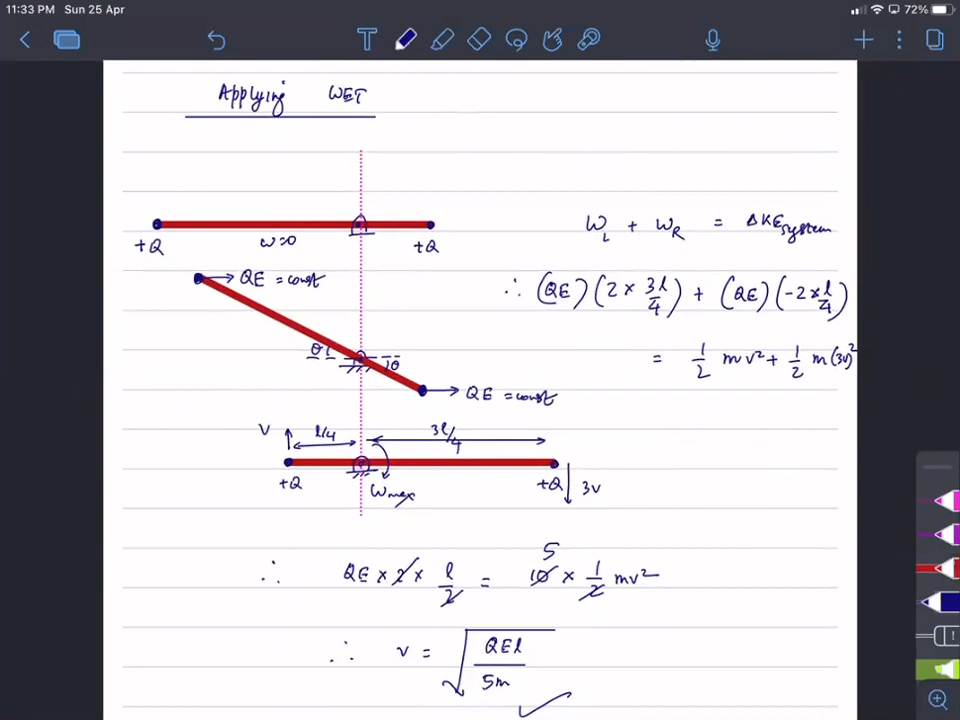 11:33 PM Sun 25 Apr 72%
Applying WET
+Q ω=0 +Q
W_L + W_R = ΔKE_system
QE = const
∴ (QE)(2 × 3l/4) + (QE)(-2 × l/4)
= 1/2 mv² + 1/2 m(3v)²
θ θ
QE = const
v l/4 3l/4
+Q ω_max +Q 3v
∴ QE × 2 × l/2 = 10 5 × 1/2 mv²
∴ v = √(QEl/5m)